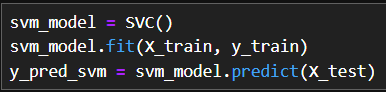 svm_model = SVC()
svm_model.fit(X_train, y_train)
y_pred_svm = svm_model.predict(X_test)